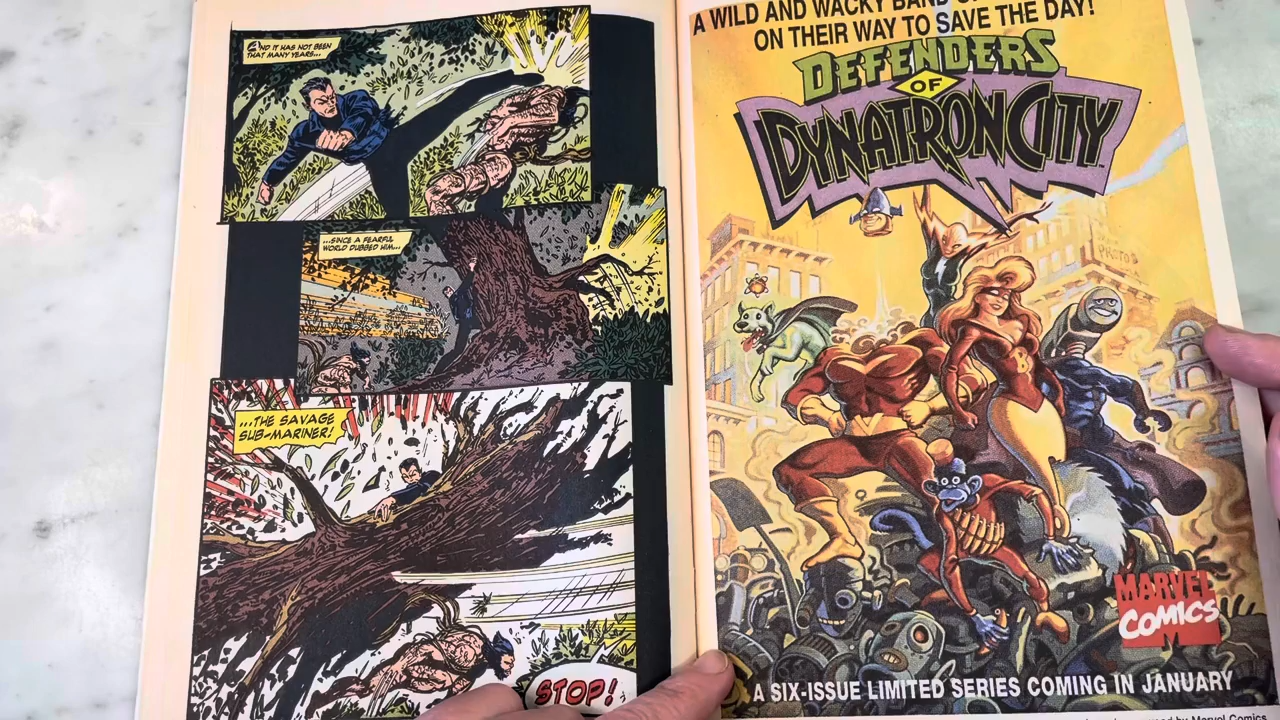 AND IT HAS NOT BEEN
THAT MANY YEARS...
...SINCE A FEARFUL
WORLD DUBBED HIM...
...THE SAVAGE
SUB-MARINER!
STOP!
A WILD AND WACKY BAND
ON THEIR WAY TO SAVE THE DAY!
DEFENDERS
OF
DYNATRON CITY
PROTO
MARVEL
COMICS
A SIX-ISSUE LIMITED SERIES COMING IN JANUARY
by Marvel Comics